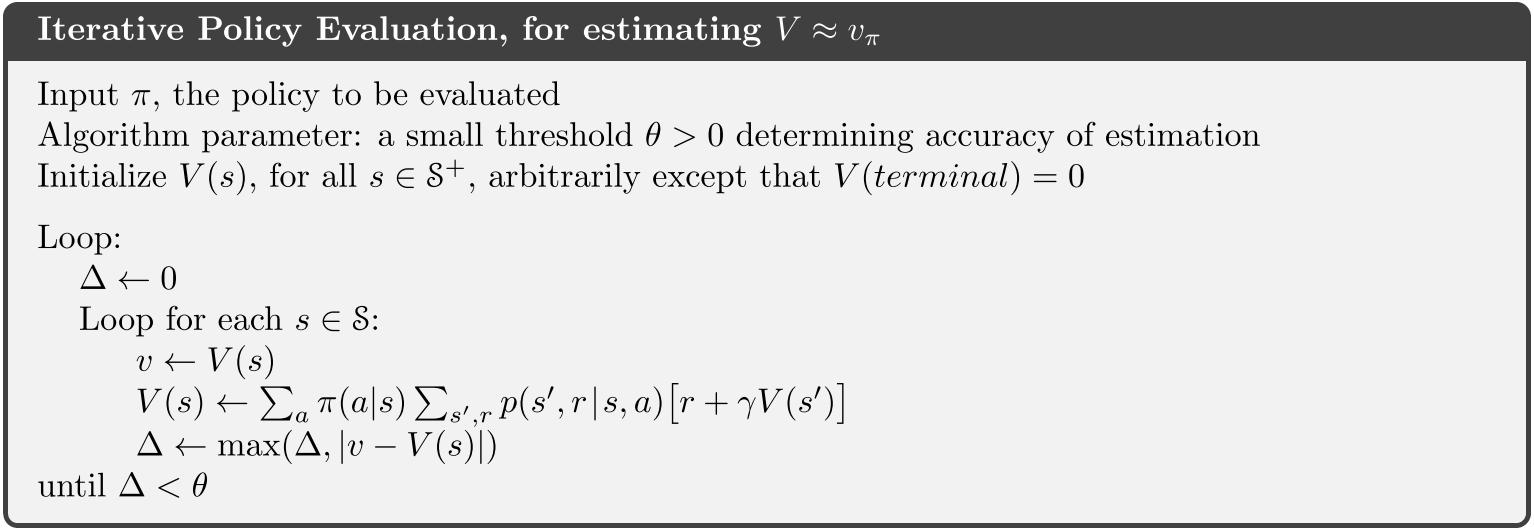 Iterative Policy Evaluation, for estimating V ≈ v_π
Input π, the policy to be evaluated
Algorithm parameter: a small threshold θ > 0 determining accuracy of estimation
Initialize V(s), for all s ∈ 𝒮⁺, arbitrarily except that V(terminal) = 0
Loop:
Δ ← 0
Loop for each s ∈ 𝒮:
v ← V(s)
V(s) ← ∑_a π(a|s) ∑_{s′,r} p(s′, r | s, a)[r + γV(s′)]
Δ ← max(Δ, |v − V(s)|)
until Δ < θ